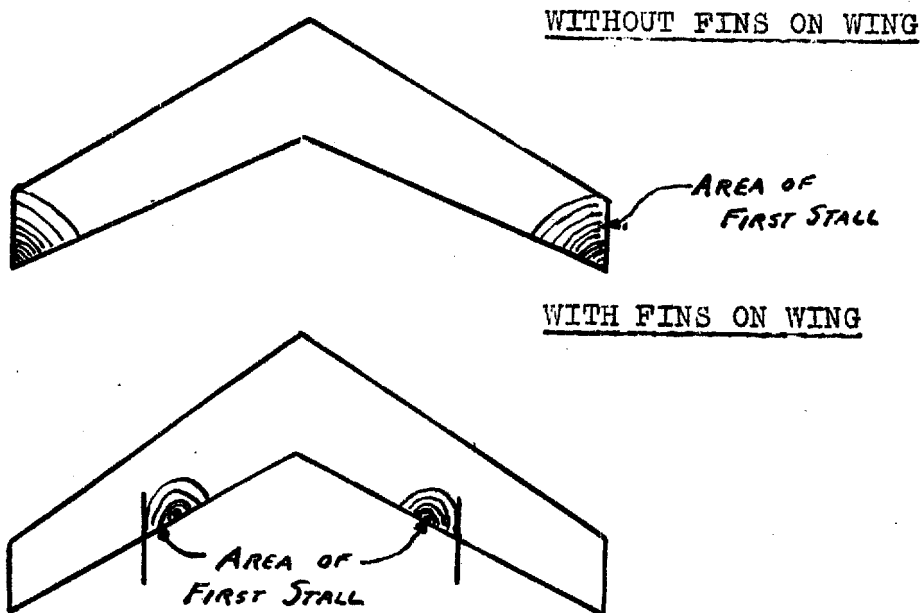 WITHOUT FINS ON WING
AREA OF
FIRST STALL
WITH FINS ON WING
AREA OF
FIRST STALL